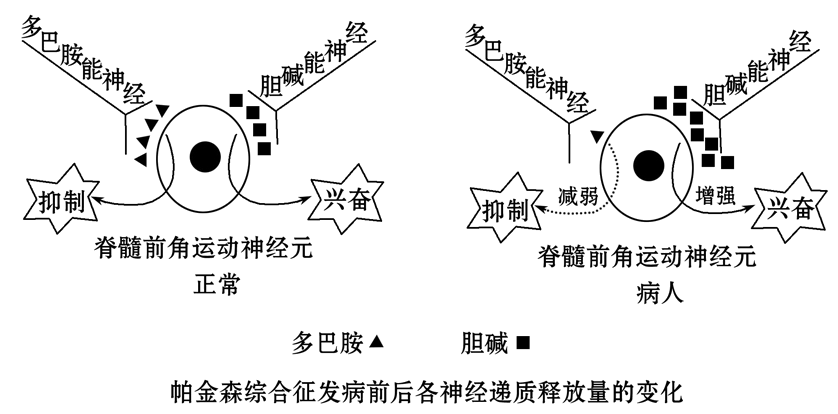 多巴胺能神经
胆碱能神经
抑制
兴奋
脊髓前角运动神经元
正常
多巴胺能神经
胆碱能神经
减弱
增强
抑制
兴奋
脊髓前角运动神经元
病人
多巴胺▲ 胆碱■
帕金森综合征发病前后各神经递质释放量的变化